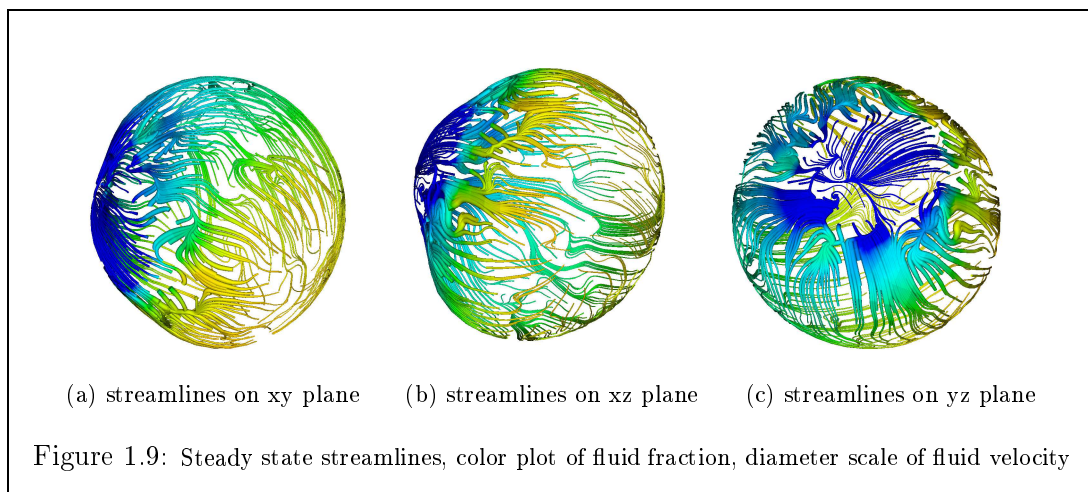 (a) streamlines on xy plane (b) streamlines on xz plane (c) streamlines on yz plane
Figure 1.9: Steady state streamlines, color plot of fluid fraction, diameter scale of fluid velocity